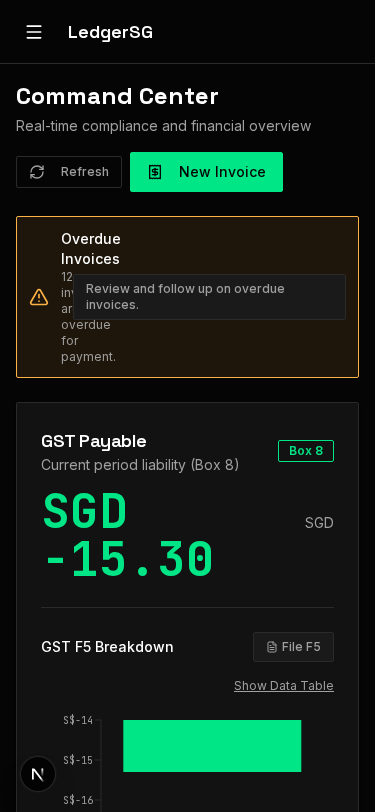 LedgerSG
Command Center
Real-time compliance and financial overview
Refresh
New Invoice
Overdue
Invoices
12
overdue
for
payment.
Review and follow up on overdue
invoices.
GST Payable
Current period liability (Box 8)
Box 8
SGD
-15.30
SGD
GST F5 Breakdown
File F5
Show Data Table
S$-14
S$-15
S$-16
N